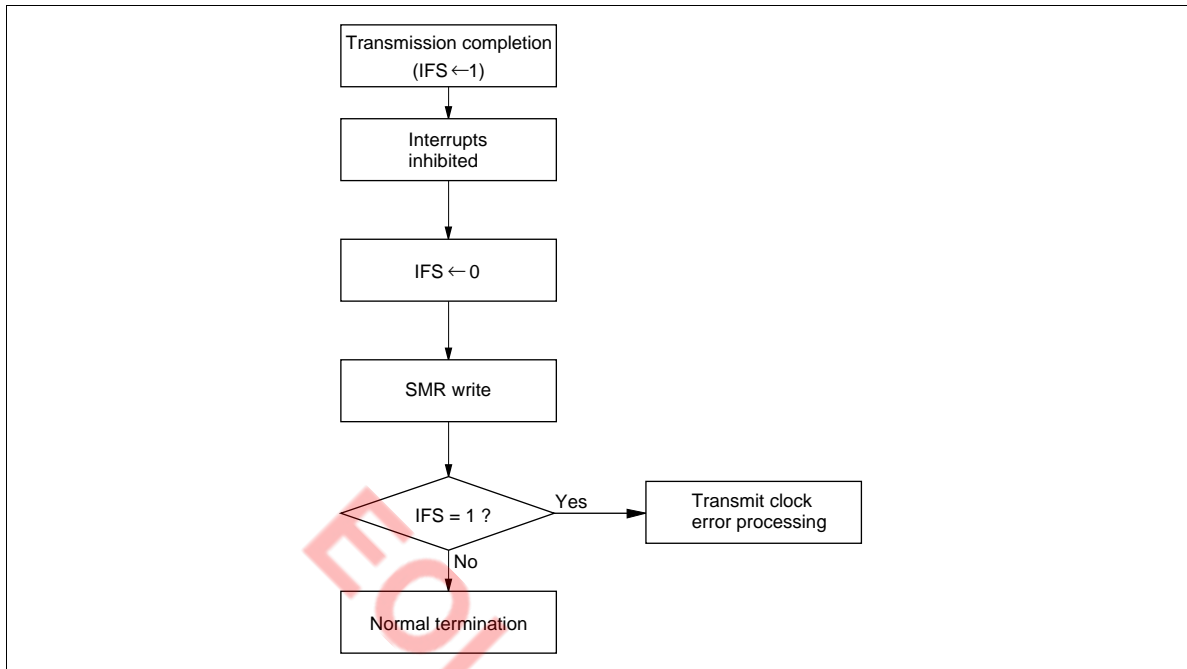 Transmission completion
(IFS ←1)
Interrupts
inhibited
IFS ← 0
SMR write
IFS = 1 ?
Yes
Transmit clock
error processing
No
Normal termination